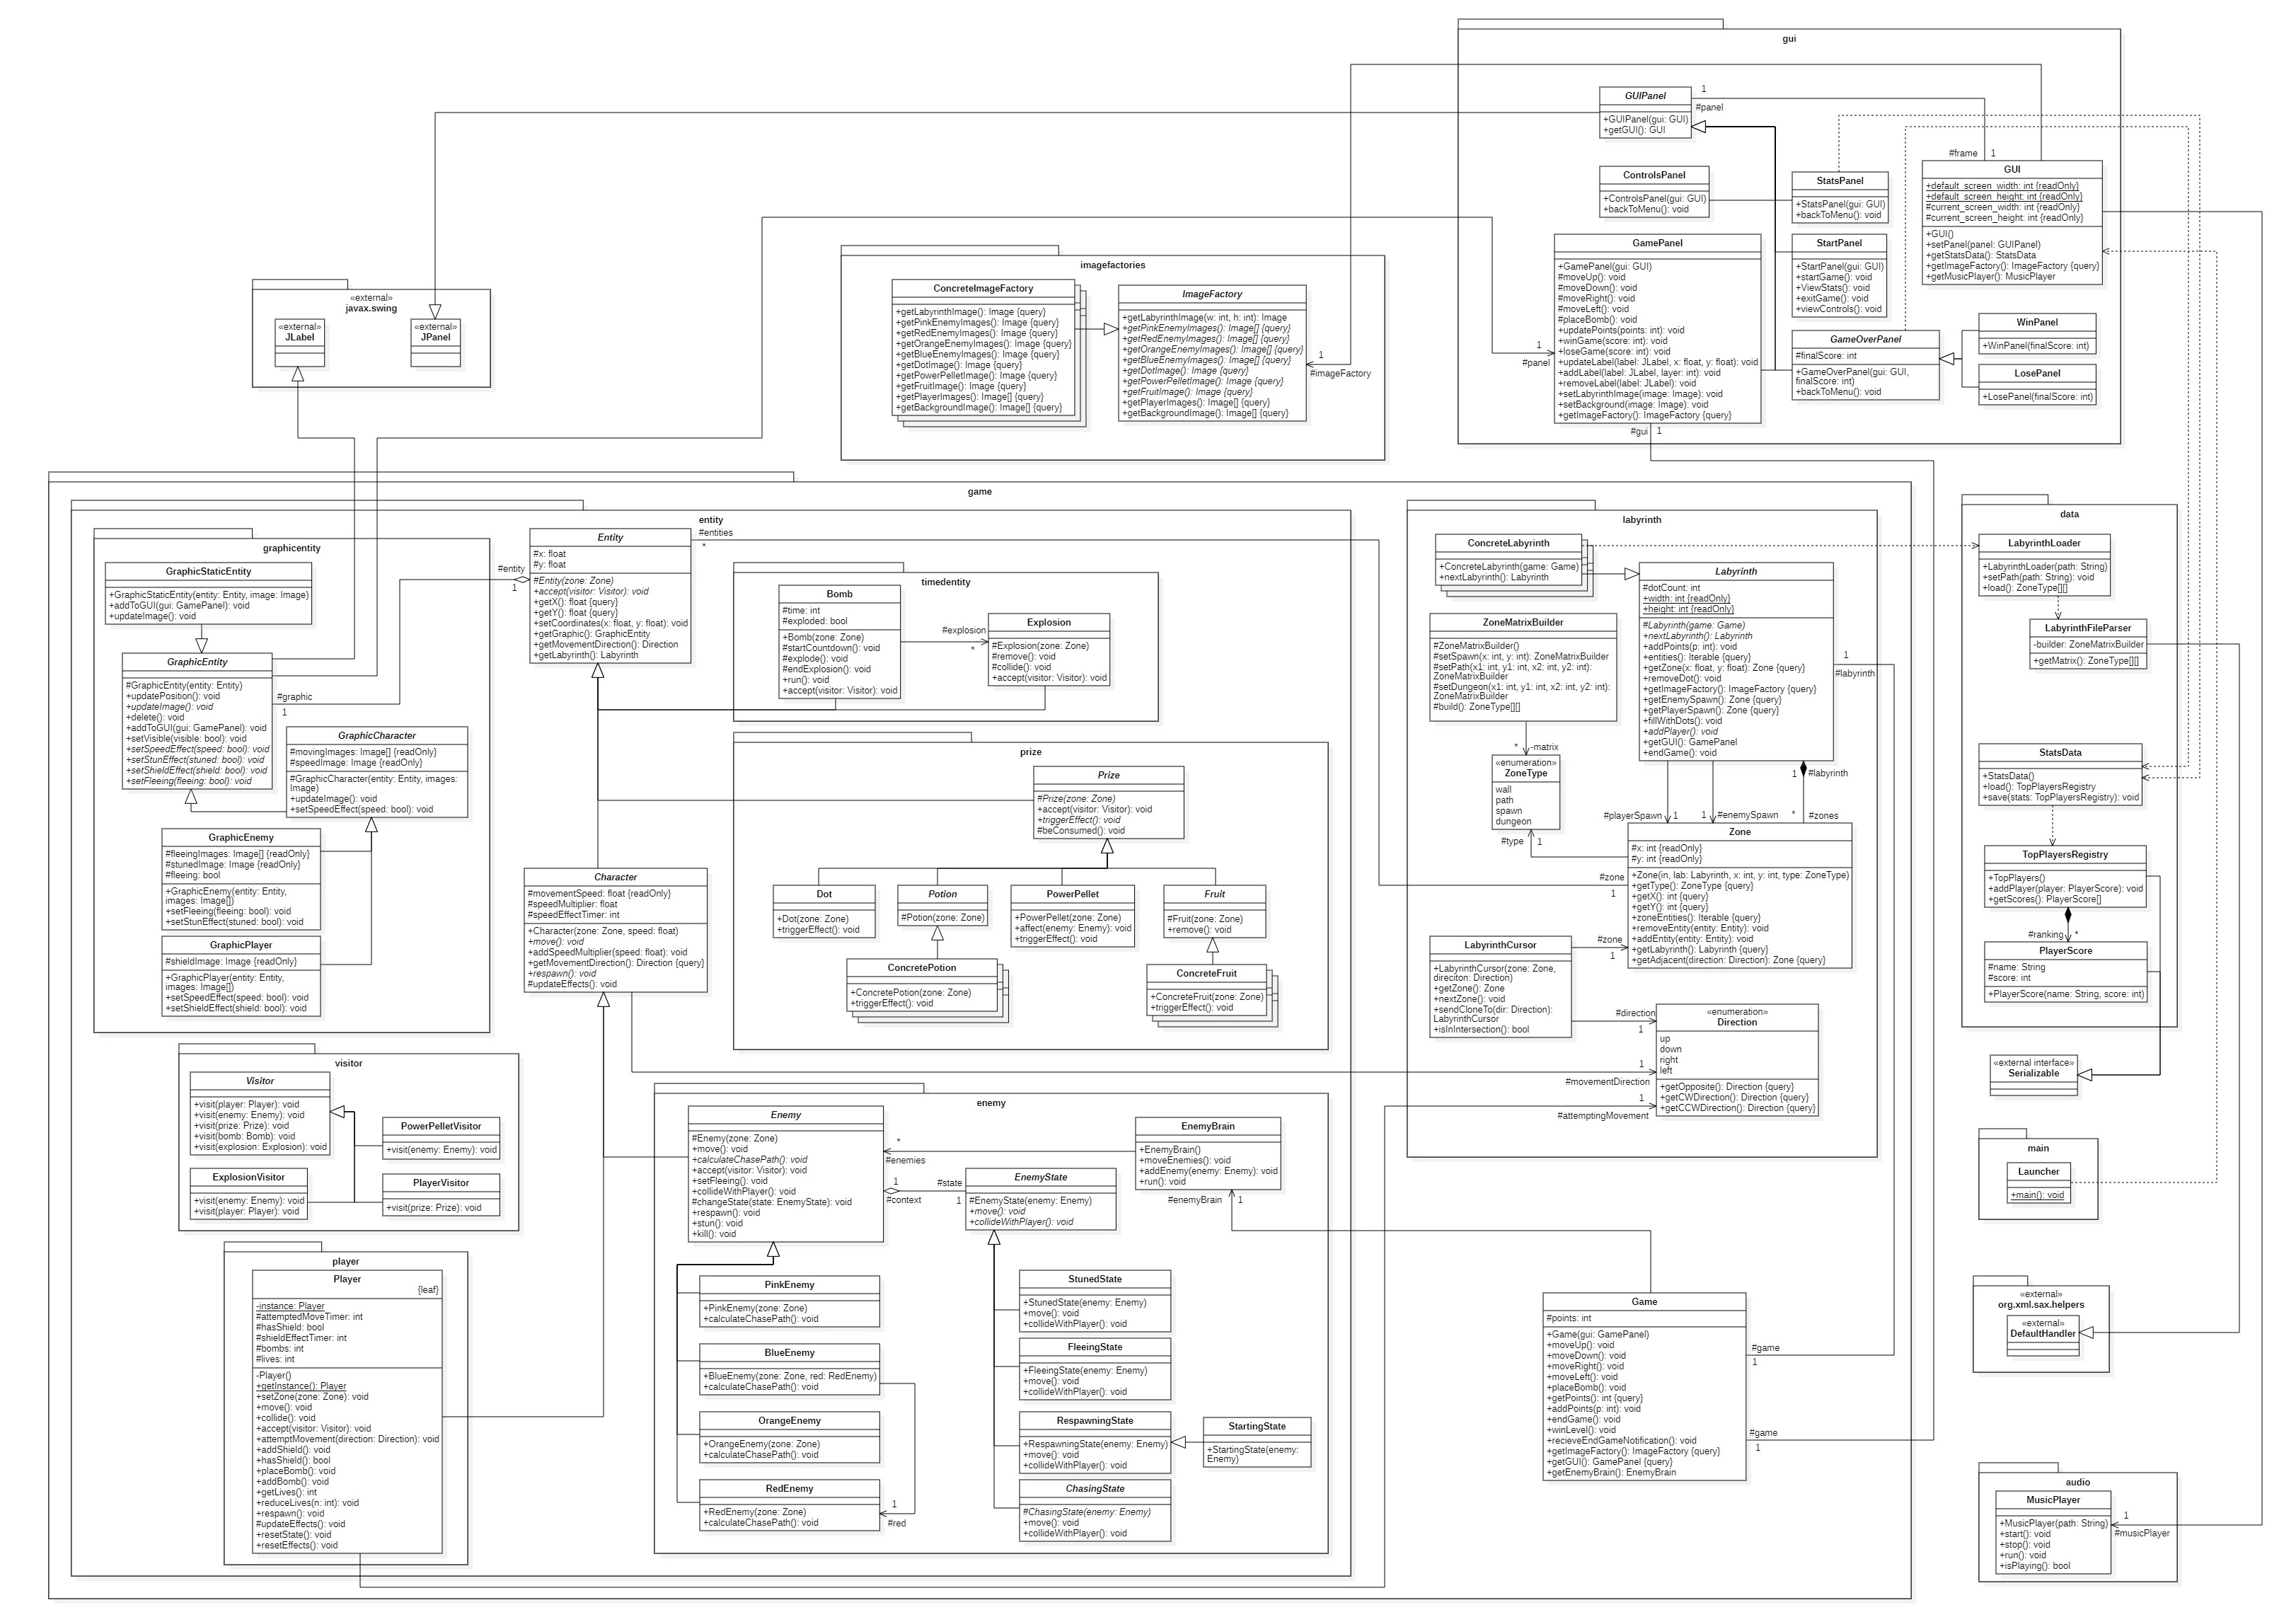 gui
GUIPanel
+GUIPanel(gui: GUI)
+getGUI(): GUI
1
#panel
#frame
1
GUI
+default_screen_width: int {readOnly}
+default_screen_height: int {readOnly}
#current_screen_width: int {readOnly}
#current_screen_height: int {readOnly}
+GUI()
+setPanel(panel: GUIPanel)
+getStatsData(): StatsData
+getImageFactory(): ImageFactory {query}
+getMusicPlayer(): MusicPlayer
ControlsPanel
+ControlsPanel(gui: GUI)
+backToMenu(): void
StatsPanel
+StatsPanel(gui: GUI)
+backToMenu(): void
GamePanel
+GamePanel(gui: GUI)
#moveUp(): void
#moveDown(): void
#moveRight(): void
#moveLeft(): void
#placeBomb(): void
+updatePoints(points: int): void
+winGame(score: int): void
+loseGame(score: int): void
+updateLabel(label: JLabel, x: float, y: float): void
+addLabel(label: JLabel, layer: int): void
+removeLabel(label: JLabel): void
+setLabyrinthImage(image: Image): void
+setBackground(image: Image): void
+getImageFactory(): ImageFactory {query}
1
#panel
#gui
1
StartPanel
+StartPanel(gui: GUI)
+startGame(): void
+ViewStats(): void
+exitGame(): void
+viewControls(): void
GameOverPanel
#finalScore: int
+GameOverPanel(gui: GUI,
finalScore: int)
+backToMenu(): void
WinPanel
+WinPanel(finalScore: int)
LosePanel
+LosePanel(finalScore: int)
«external»
javax.swing
«external»
JLabel
«external»
JPanel
imagefactories
ConcreteImageFactory
+getLabyrinthImage(): Image {query}
+getPinkEnemyImages(): Image {query}
+getRedEnemyImages(): Image {query}
+getOrangeEnemyImages(): Image {query}
+getBlueEnemyImages(): Image {query}
+getDotImage(): Image {query}
+getPowerPelletImage(): Image {query}
+getFruitImage(): Image {query}
+getPlayerImages(): Image[] {query}
+getBackgroundImage(): Image[] {query}
ImageFactory
+getLabyrinthImage(w: int, h: int): Image
+getPinkEnemyImages(): Image[] {query}
+getRedEnemyImages(): Image[] {query}
+getOrangeEnemyImages(): Image[] {query}
+getBlueEnemyImages(): Image[] {query}
+getDotImage(): Image {query}
+getPowerPelletImage(): Image {query}
+getFruitImage(): Image {query}
+getPlayerImages(): Image[] {query}
+getBackgroundImage(): Image[] {query}
1
#imageFactory
game
entity
graphicentity
GraphicStaticEntity
+GraphicStaticEntity(entity: Entity, image: Image)
+addToGUI(gui: GamePanel): void
+updateImage(): void
GraphicEntity
#GraphicEntity(entity: Entity)
+updatePosition(): void
+updateImage(): void
+delete(): void
+addToGUI(gui: GamePanel): void
+setVisible(visible: bool): void
+setSpeedEffect(speed: bool): void
+setStunEffect(stuned: bool): void
+setShieldEffect(shield: bool): void
+setFleeing(fleeing: bool): void
#graphic
1
GraphicCharacter
#movingImages: Image[] {readOnly}
#speedImage: Image {readOnly}
#GraphicCharacter(entity: Entity, images:
Image)
+updateImage(): void
+setSpeedEffect(speed: bool): void
GraphicEnemy
#fleeingImages: Image[] {readOnly}
#stunedImage: Image {readOnly}
#fleeing: bool
+GraphicEnemy(entity: Entity,
images: Image[])
+setFleeing(fleeing: bool): void
+setStunEffect(stuned: bool): void
GraphicPlayer
#shieldImage: Image {readOnly}
+GraphicPlayer(entity: Entity,
images: Image[])
+setSpeedEffect(speed: bool): void
+setShieldEffect(shield: bool): void
#entity
1
Entity
#x: float
#y: float
#Entity(zone: Zone)
+accept(visitor: Visitor): void
+getX(): float {query}
+getY(): float {query}
+setCoordinates(x: float, y: float): void
+getGraphic(): GraphicEntity
+getMovementDirection(): Direction
+getLabyrinth(): Labyrinth
#entities
*
timedentity
Bomb
#time: int
#exploded: bool
+Bomb(zone: Zone)
+startCountdown(): void
+explode(): void
+endExplosion(): void
+run(): void
+accept(visitor: Visitor): void
#explosion
*
Explosion
#Explosion(zone: Zone)
#remove(): void
#collide(): void
+accept(visitor: Visitor): void
prize
Prize
#Prize(zone: Zone)
+accept(visitor: Visitor): void
+triggerEffect(): void
#beConsumed(): void
Dot
+Dot(zone: Zone)
+triggerEffect(): void
Potion
#Potion(zone: Zone)
PowerPellet
+PowerPellet(zone: Zone)
+affect(enemy: Enemy): void
+triggerEffect(): void
Fruit
#Fruit(zone: Zone)
+remove(): void
ConcretePotion
+ConcretePotion(zone: Zone)
+triggerEffect(): void
ConcreteFruit
+ConcreteFruit(zone: Zone)
+triggerEffect(): void
Character
#movementSpeed: float {readOnly}
#speedMultiplier: float
#speedEffectTimer: int
+Character(zone: Zone, speed: float)
+move(): void
+addSpeedMultiplier(speed: float): void
+getMovementDirection(): Direction {query}
+respawn(): void
#updateEffects(): void
visitor
Visitor
+visit(player: Player): void
+visit(enemy: Enemy): void
+visit(prize: Prize): void
+visit(bomb: Bomb): void
+visit(explosion: Explosion): void
PowerPelletVisitor
+visit(enemy: Enemy): void
ExplosionVisitor
+visit(enemy: Enemy): void
+visit(player: Player): void
PlayerVisitor
+visit(prize: Prize): void
player
Player
{leaf}
-instance: Player
#attemptedMoveTimer: int
#hasShield: bool
#shieldEffectTimer: int
#bombs: int
#lives: int
-Player()
+getInstance(): Player
+setZone(zone: Zone): void
+move(): void
+collide(): void
+accept(visitor: Visitor): void
+attemptMovement(direction: Direction): void
+addShield(): void
+hasShield(): bool
+placeBomb(): void
+addBomb(): void
+getLives(): int
+reduceLives(n: int): void
+respawn(): void
#updateEffects(): void
+resetState(): void
+resetEffects(): void
enemy
Enemy
#Enemy(zone: Zone)
+move(): void
+calculateChasePath(): void
+accept(visitor: Visitor): void
+setFleeing(): void
+collideWithPlayer(): void
#changeState(state: EnemyState): void
+respawn(): void
+stun(): void
+kill(): void
*
#enemies
1
#context
#state
1
EnemyBrain
+EnemyBrain()
+moveEnemies(): void
+addEnemy(enemy: Enemy): void
+run(): void
#enemyBrain
1
EnemyState
#EnemyState(enemy: Enemy)
+move(): void
+collideWithPlayer(): void
PinkEnemy
+PinkEnemy(zone: Zone)
+calculateChasePath(): void
BlueEnemy
+BlueEnemy(zone: Zone, red: RedEnemy)
+calculateChasePath(): void
OrangeEnemy
+OrangeEnemy(zone: Zone)
+calculateChasePath(): void
RedEnemy
+RedEnemy(zone: Zone)
+calculateChasePath(): void
1
#red
StunedState
+StunedState(enemy: Enemy)
+move(): void
+collideWithPlayer(): void
FleeingState
+FleeingState(enemy: Enemy)
+move(): void
+collideWithPlayer(): void
RespawningState
+RespawningState(enemy: Enemy)
+move(): void
+collideWithPlayer(): void
StartingState
+StartingState(enemy:
Enemy)
ChasingState
#ChasingState(enemy: Enemy)
+move(): void
+collideWithPlayer(): void
labyrinth
ConcreteLabyrinth
+ConcreteLabyrinth(game: Game)
+nextLabyrinth(): Labyrinth
Labyrinth
#dotCount: int
+width: int {readOnly}
+height: int {readOnly}
#Labyrinth(game: Game)
+nextLabyrinth(): Labyrinth
+addPoints(p: int): void
+entities(): Iterable {query}
+getZone(x: float, y: float): Zone {query}
+removeDot(): void
+getImageFactory(): ImageFactory {query}
+getEnemySpawn(): Zone {query}
+getPlayerSpawn(): Zone {query}
+fillWithDots(): void
+addPlayer(): void
+getGUI(): GamePanel
+endGame(): void
1
#labyrinth
ZoneMatrixBuilder
#ZoneMatrixBuilder()
#setSpawn(x: int, y: int): ZoneMatrixBuilder
#setPath(x1: int, y1: int, x2: int, y2: int):
ZoneMatrixBuilder
#setDungeon(x1: int, y1: int, x2: int, y2: int):
ZoneMatrixBuilder
#build(): ZoneType[][]
*
-matrix
«enumeration»
ZoneType
wall
path
spawn
dungeon
#type
1
1
#labyrinth
#playerSpawn
1
1
#enemySpawn
*
#zones
Zone
#x: int {readOnly}
#y: int {readOnly}
+Zone(in, lab: Labyrinth, x: int, y: int, type: ZoneType)
+getType(): ZoneType {query}
+getX(): int {query}
+getY(): int {query}
+zoneEntities(): Iterable {query}
+removeEntity(entity: Entity): void
+addEntity(entity: Entity): void
+getLabyrinth(): Labyrinth {query}
+getAdjacent(direction: Direction): Zone {query}
#zone
1
LabyrinthCursor
+LabyrinthCursor(zone: Zone,
direciton: Direction)
+getZone(): Zone
+nextZone(): void
+sendCloneTo(dir: Direction):
LabyrinthCursor
+isInIntersection(): bool
#zone
1
#direction
1
«enumeration»
Direction
up
down
right
left
+getOpposite(): Direction {query}
+getCWDirection(): Direction {query}
+getCCWDirection(): Direction {query}
1
#movementDirection
1
#attemptingMovement
Game
#points: int
+Game(gui: GamePanel)
+moveUp(): void
+moveDown(): void
+moveRight(): void
+moveLeft(): void
+placeBomb(): void
+getPoints(): int {query}
+addPoints(p: int): void
+endGame(): void
+winLevel(): void
+recieveEndGameNotification(): void
+getImageFactory(): ImageFactory {query}
+getGUI(): GamePanel {query}
+getEnemyBrain(): EnemyBrain
#game
1
#game
1
data
LabyrinthLoader
+LabyrinthLoader(path: String)
+setPath(path: String): void
+load(): ZoneType[][]
LabyrinthFileParser
-builder: ZoneMatrixBuilder
+getMatrix(): ZoneType[][]
StatsData
+StatsData()
+load(): TopPlayersRegistry
+save(stats: TopPlayersRegistry): void
TopPlayersRegistry
+TopPlayers()
+addPlayer(player: PlayerScore): void
+getScores(): PlayerScore[]
#ranking
*
PlayerScore
#name: String
#score: int
+PlayerScore(name: String, score: int)
«external interface»
Serializable
main
Launcher
+main(): void
«external»
org.xml.sax.helpers
«external»
DefaultHandler
audio
MusicPlayer
+MusicPlayer(path: String)
+start(): void
+stop(): void
+run(): void
+isPlaying(): bool
1
#musicPlayer